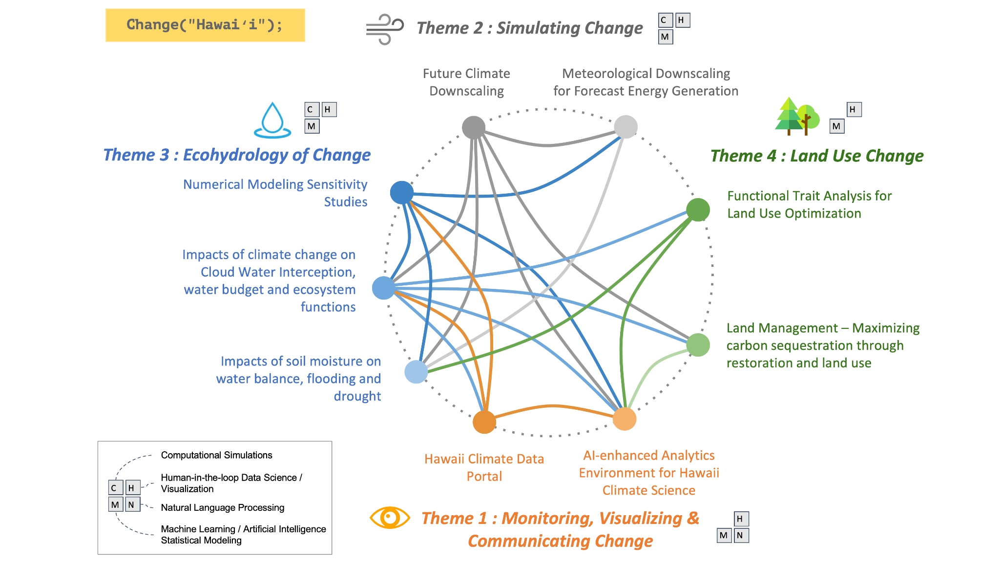 Change("Hawaiʻi");
Theme 2 : Simulating Change
C H
M
Future Climate
Downscaling
Meteorological Downscaling
for Forecast Energy Generation
C H
M
Theme 3 : Ecohydrology of Change
H
M
Theme 4 : Land Use Change
Numerical Modeling Sensitivity
Studies
Functional Trait Analysis for
Land Use Optimization
Impacts of climate change on
Cloud Water Interception,
water budget and ecosystem
functions
Land Management – Maximizing
carbon sequestration through
restoration and land use
Impacts of soil moisture on
water balance, flooding and
drought
Hawaii Climate Data
Portal
AI-enhanced Analytics
Environment for Hawaii
Climate Science
Theme 1 : Monitoring, Visualizing &
Communicating Change
H
M N
C H
M N
Computational Simulations
Human-in-the-loop Data Science /
Visualization
Natural Language Processing
Machine Learning / Artificial Intelligence
Statistical Modeling